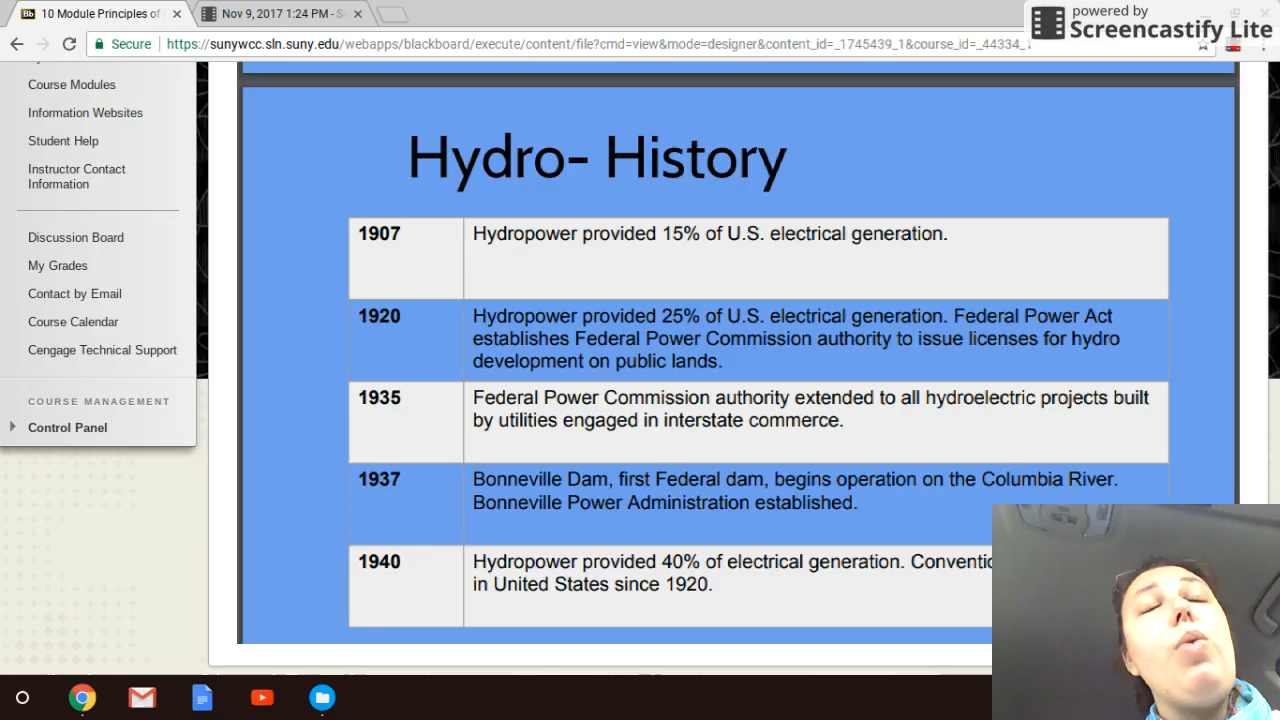 10 Module Principles of
Nov 9, 2017 1:24 PM - S
powered by
Screencastify Lite
Secure
https://sunywcc.sln.suny.edu/webapps/blackboard/execute/content/file?cmd=view&mode=designer&content_id=_1745439_1&course_id=_44334_1
Course Modules
Information Websites
Student Help
Instructor Contact
Information
Discussion Board
My Grades
Contact by Email
Course Calendar
Cengage Technical Support
COURSE MANAGEMENT
Control Panel
Hydro- History
1907 Hydropower provided 15% of U.S. electrical generation.
1920 Hydropower provided 25% of U.S. electrical generation. Federal Power Act
establishes Federal Power Commission authority to issue licenses for hydro
development on public lands.
1935 Federal Power Commission authority extended to all hydroelectric projects built
by utilities engaged in interstate commerce.
1937 Bonneville Dam, first Federal dam, begins operation on the Columbia River.
Bonneville Power Administration established.
1940 Hydropower provided 40% of electrical generation.
in United States since 1920.